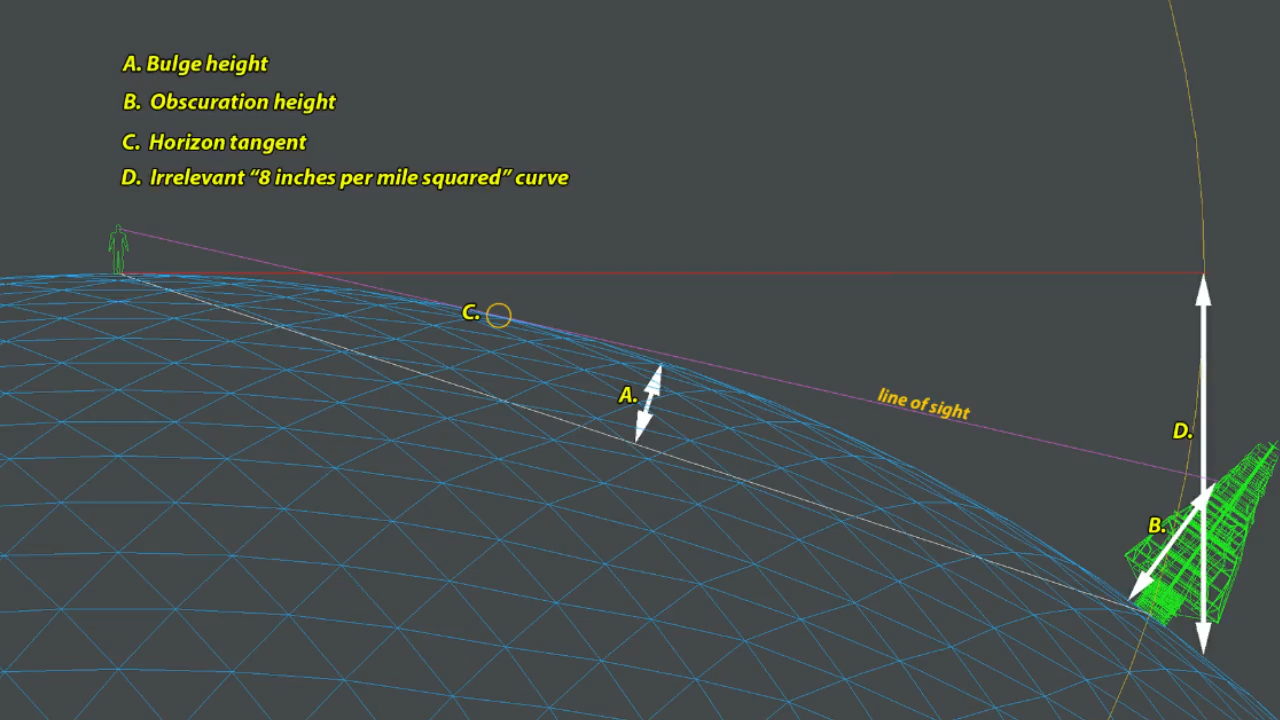 A. Bulge height
B. Obscuration height
C. Horizon tangent
D. Irrelevant “8 inches per mile squared” curve
C.
A.
line of sight
D.
B.